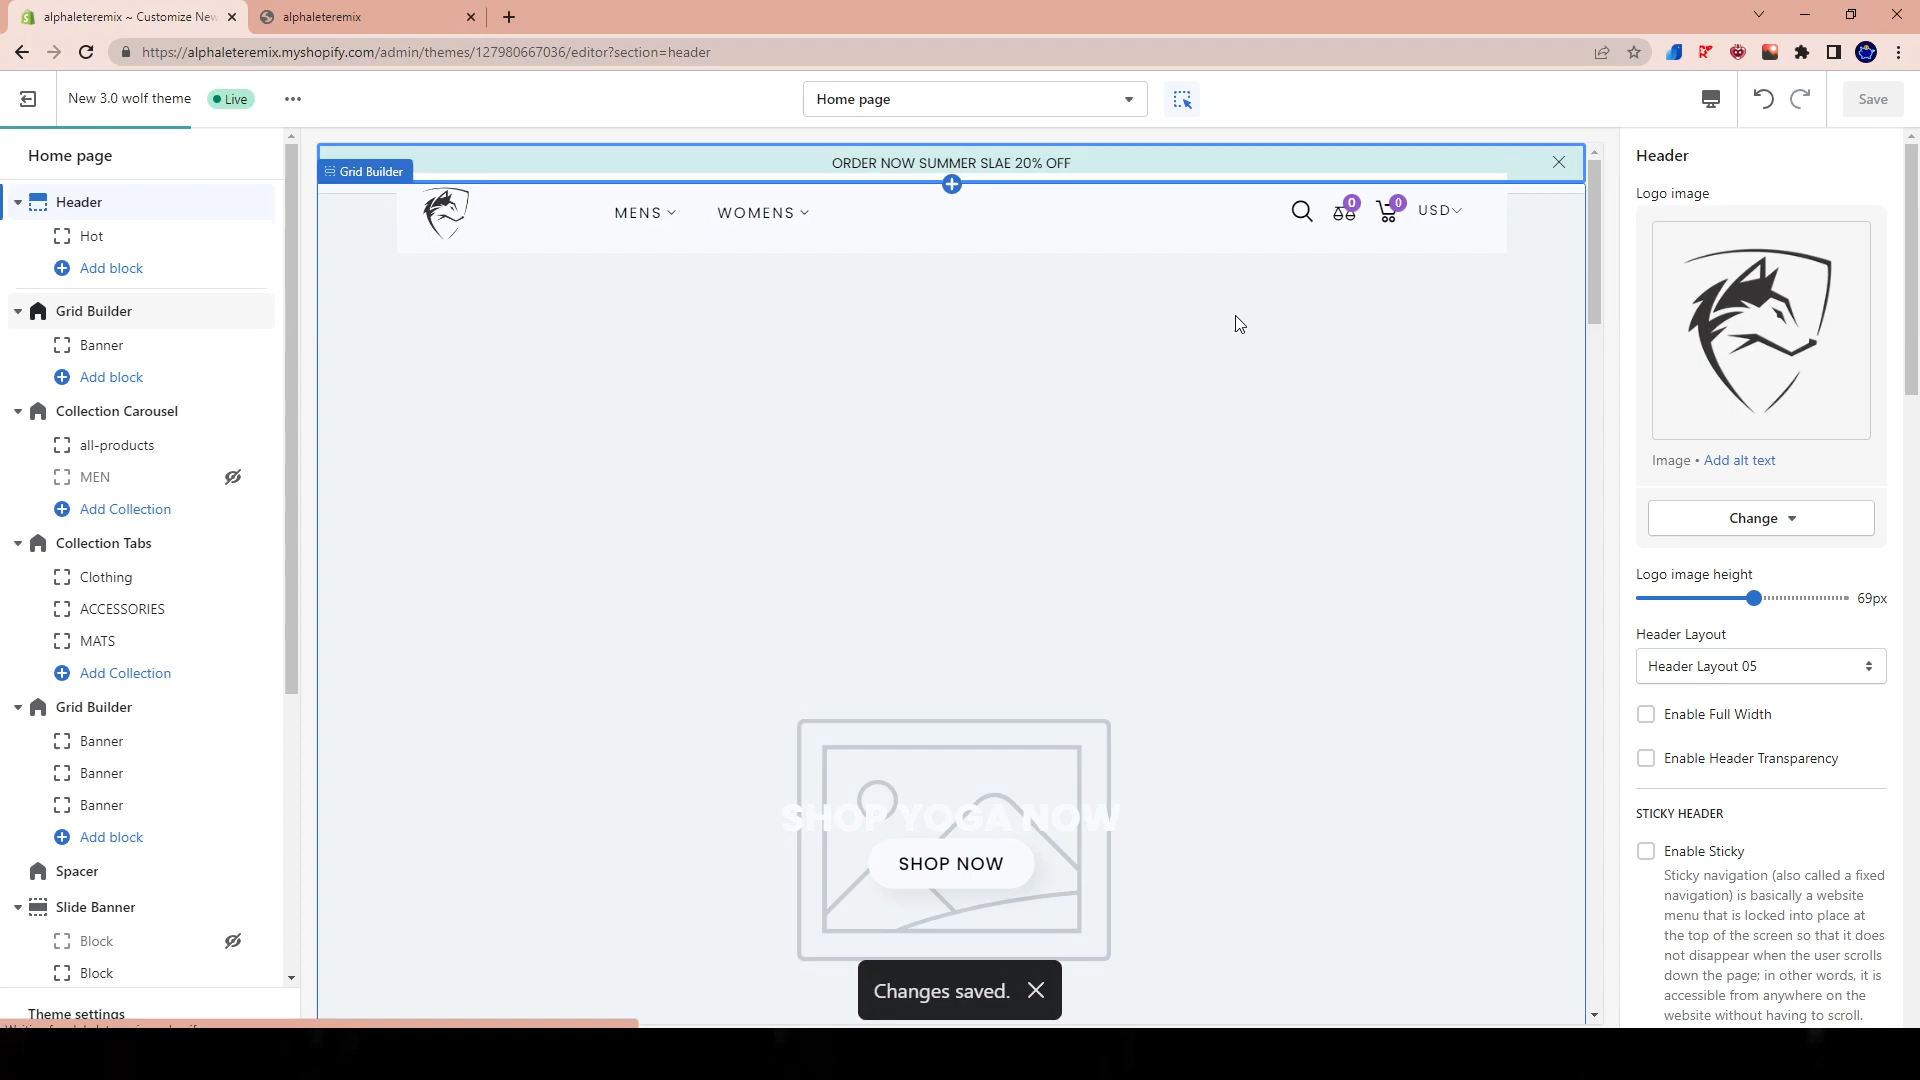 alphaleteremix ~ Customize New
alphaleteremix
https://alphaleteremix.myshopify.com/admin/themes/127980667036/editor?section=header
New 3.0 wolf theme
Live
Home page
Save
Home page
Header
Hot
Add block
Grid Builder
Banner
Add block
Collection Carousel
all-products
MEN
Add Collection
Collection Tabs
Clothing
ACCESSORIES
MATS
Add Collection
Grid Builder
Banner
Banner
Banner
Add block
Spacer
Slide Banner
Block
Block
Theme settings
ORDER NOW SUMMER SLAE 20% OFF
Grid Builder
MENS
WOMENS
0
0
USD
SHOP YOGA NOW
SHOP NOW
Changes saved.
Header
Logo image
Image • Add alt text
Change
Logo image height
69px
Header Layout
Header Layout 05
Enable Full Width
Enable Header Transparency
STICKY HEADER
Enable Sticky
Sticky navigation (also called a fixed
navigation) is basically a website
menu that is locked into place at
the top of the screen so that it does
not disappear when the user scrolls
down the page; in other words, it is
accessible from anywhere on the
website without having to scroll.